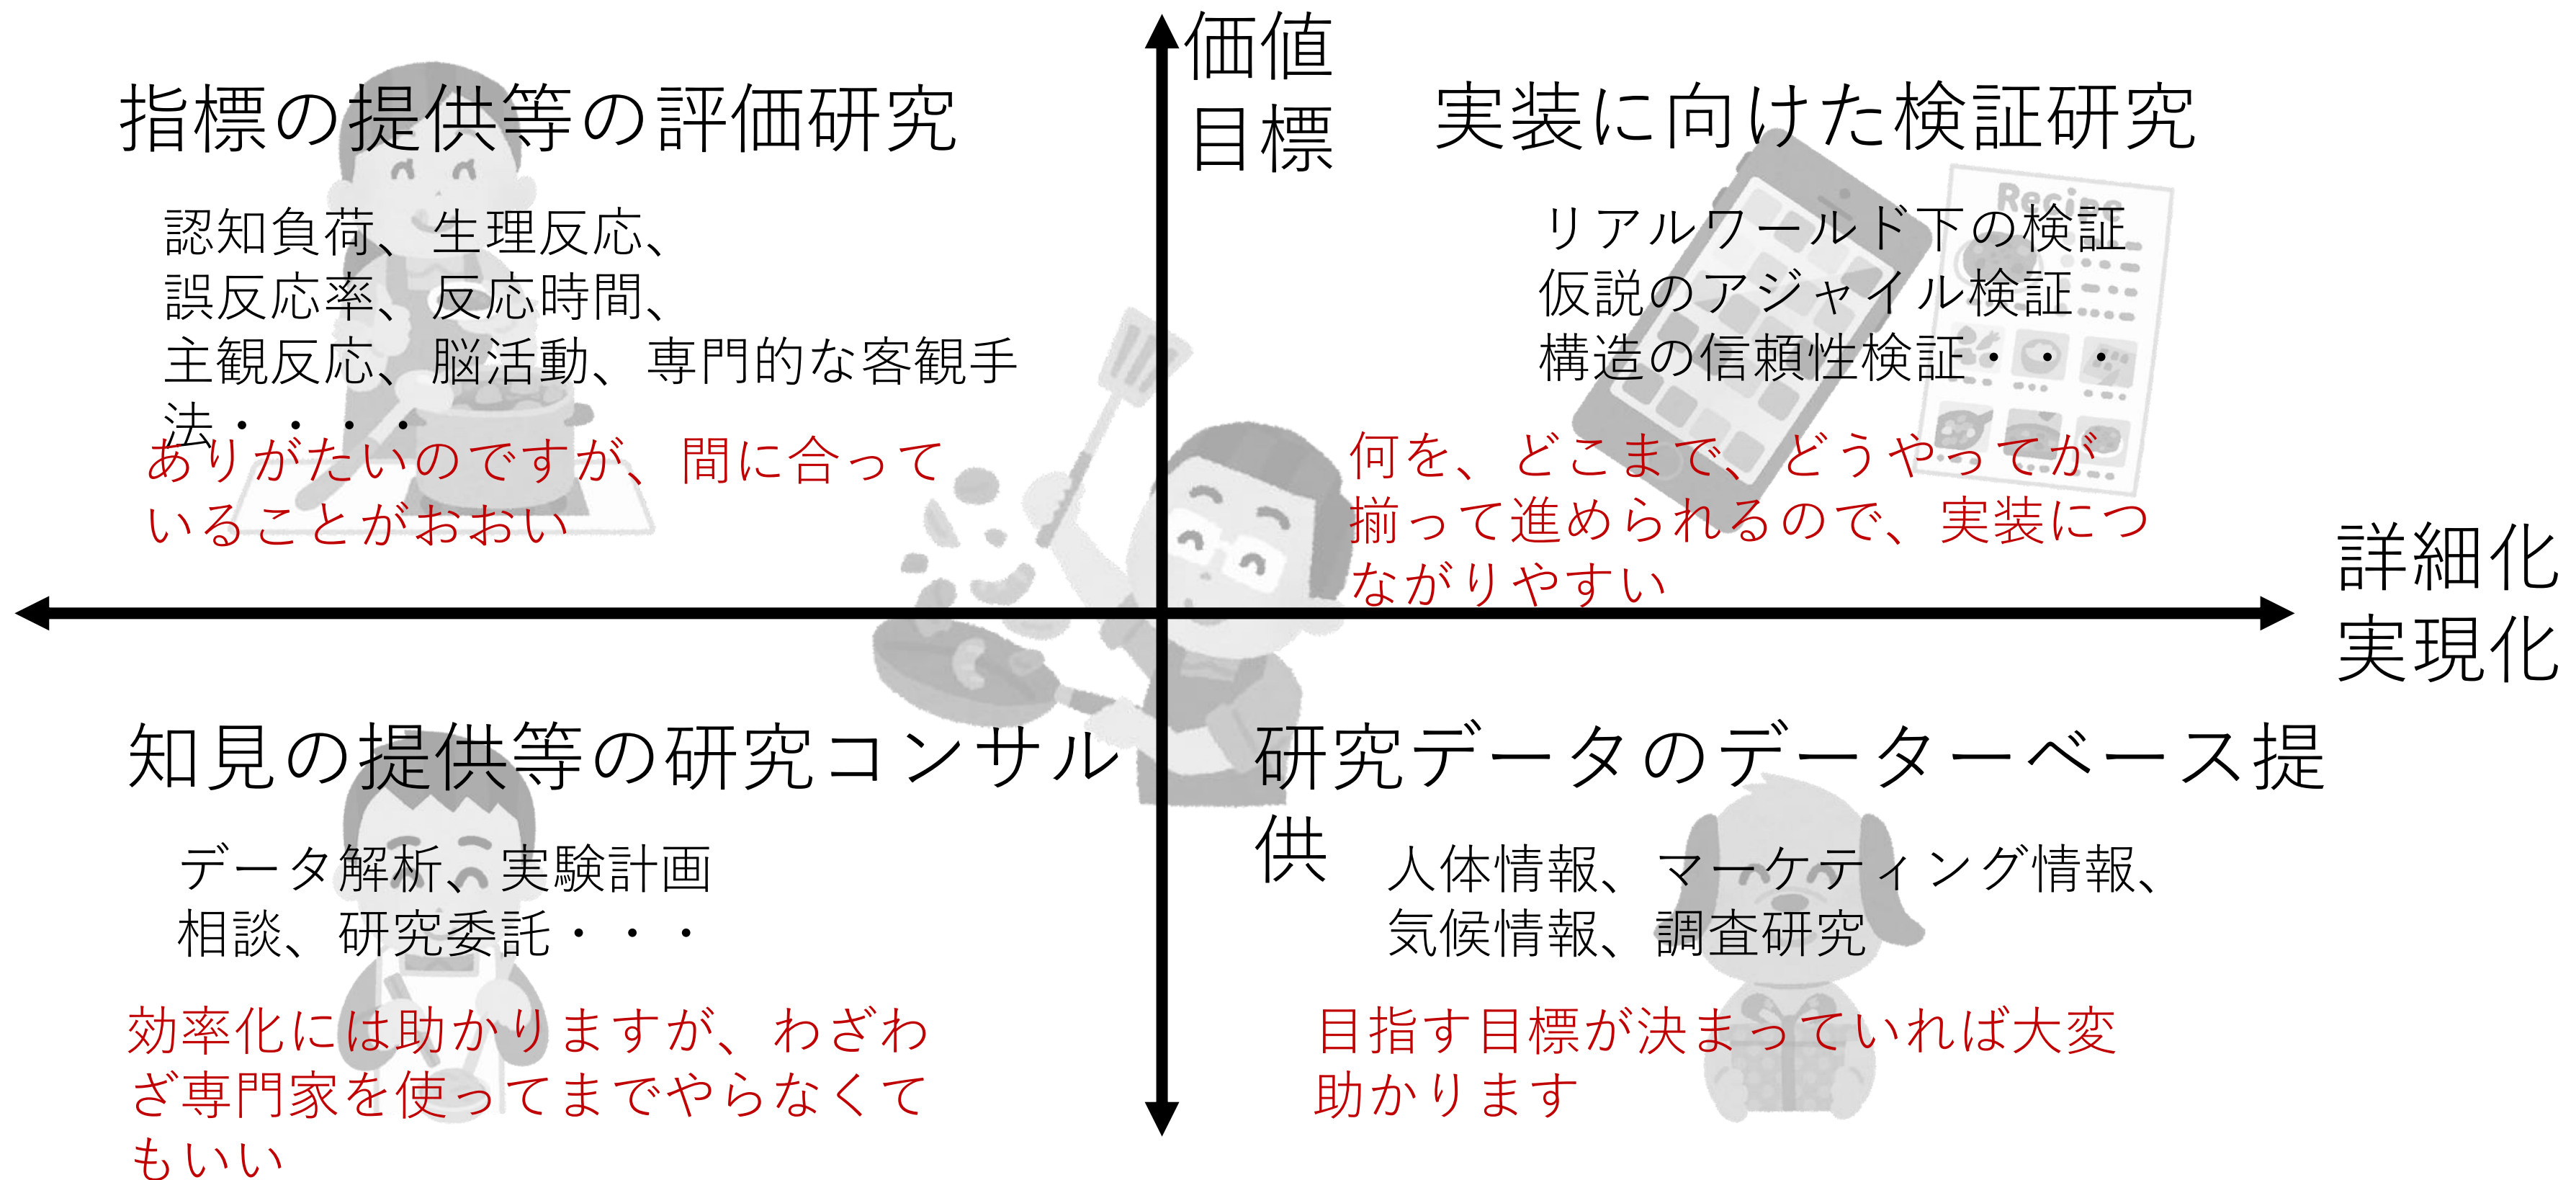 価値
目標
指標の提供等の評価研究
認知負荷、生理反応、
誤反応率、反応時間、
主観反応、脳活動、専門的な客観手
法・・・・
ありがたいのですが、間に合って
いることがおおい
実装に向けた検証研究
Recipe
リアルワールド下の検証
仮説のアジャイル検証
構造の信頼性検証・・・
何を、どこまで、どうやってが
揃って進められるので、実装につ
ながりやすい
詳細化
実現化
知見の提供等の研究コンサル
データ解析、実験計画
相談、研究委託・・・
効率化には助かりますが、わざわ
ざ専門家を使ってまでやらなくて
もいい
研究データのデーターベース提
供
人体情報、マーケティング情報、
気候情報、調査研究
目指す目標が決まっていれば大変
助かります